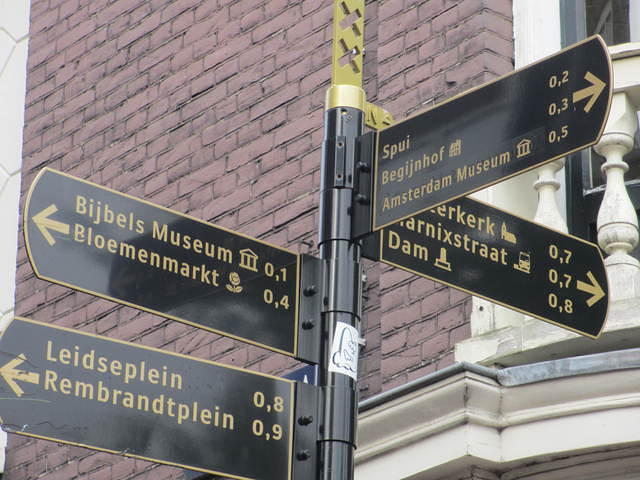 Spui 0,2
Begijnhof 0,3
Amsterdam Museum 0,5
Bijbels Museum 0,1
Bloemenmarkt 0,4
0,7
0,7
Dam 0,8
Leidseplein 0,8
Rembrandtplein 0,9